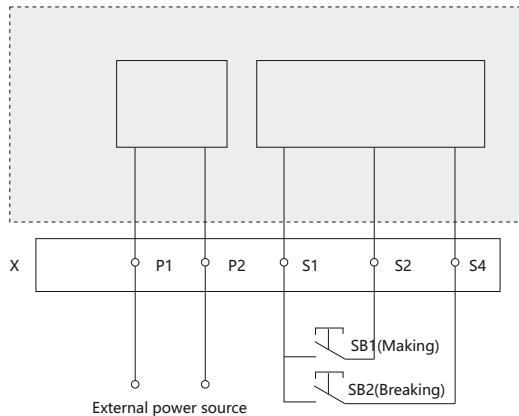 X P1 P2 S1 S2 S4
SB1(Making)
SB2(Breaking)
External power source